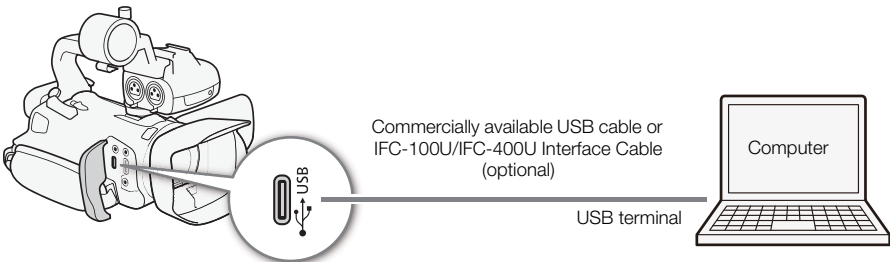 Commercially available USB cable or
IFC-100U/IFC-400U Interface Cable
(optional)
Computer
USB
USB terminal